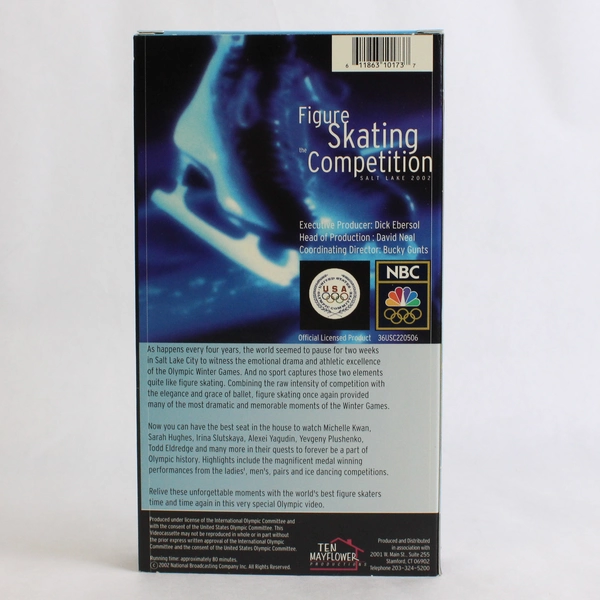 6 11863 10173 7
Figure
Skating
the
Competition
SALT LAKE 2002
Executive Producer: Dick Ebersol
Head of Production : David Neal
Coordinating Director: Bucky Gunts
USA
NBC
Official Licensed Product 36USC220506
As happens every four years, the world seemed to pause for two weeks
in Salt Lake City to witness the emotional drama and athletic excellence
of the Olympic Winter Games. And no sport captures those two elements
quite like figure skating. Combining the raw intensity of competition with
the elegance and grace of ballet, figure skating once again provided
many of the most dramatic and memorable moments of the Winter Games.
Now you can have the best seat in the house to watch Michelle Kwan,
Sarah Hughes, Irina Slutskaya, Alexei Yagudin, Yevgeny Plushenko,
Todd Eldredge and many more in their quests to forever be a part of
Olympic history. Highlights include the magnificent medal winning
performances from the ladies', men's, pairs and ice dancing competitions.
Relive these unforgettable moments with the world's best figure skaters
time and time again in this very special Olympic video.
Produced under license of the International Olympic Committee and
with the consent of the United States Olympic Committee. This
Videocassette may not be reproduced in whole or in part without
the prior express written approval of the International Olympic
Committee and the consent of the United States Olympic Committee.
Running time: approximately 80 minutes.
© 2002 National Broadcasting Company Inc. All Rights Reserved.
TEN
MAYFLOWER
PRODUCTIONS
Produced and Distributed
in association with
2001 W. Main St., Suite 255
Stamford, CT 06902
Telephone 203-324-5200